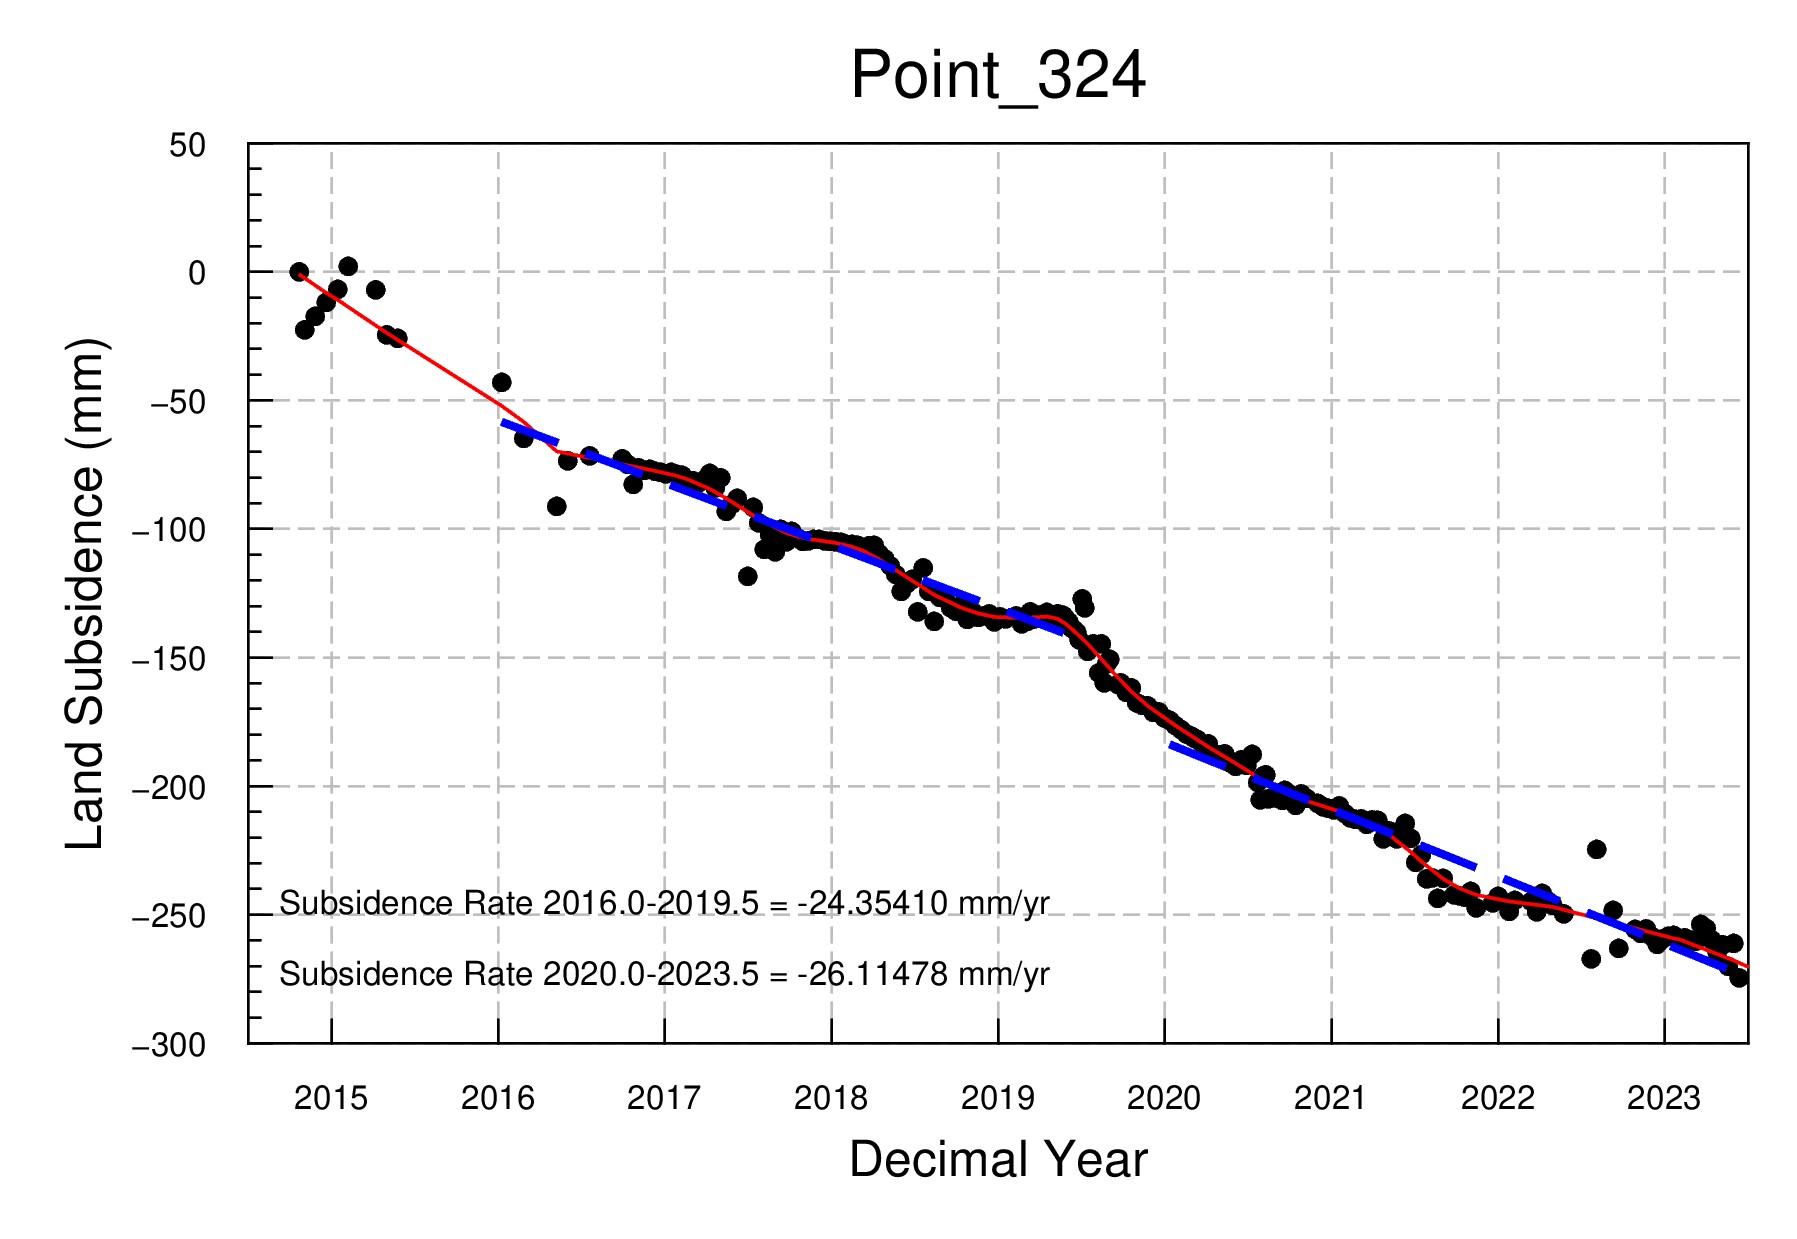 Point_324
50
0
−50
−100
−150
−200
−250
−300
Land Subsidence (mm)
Subsidence Rate 2016.0-2019.5 = -24.35410 mm/yr
Subsidence Rate 2020.0-2023.5 = -26.11478 mm/yr
2015 2016 2017 2018 2019 2020 2021 2022 2023
Decimal Year